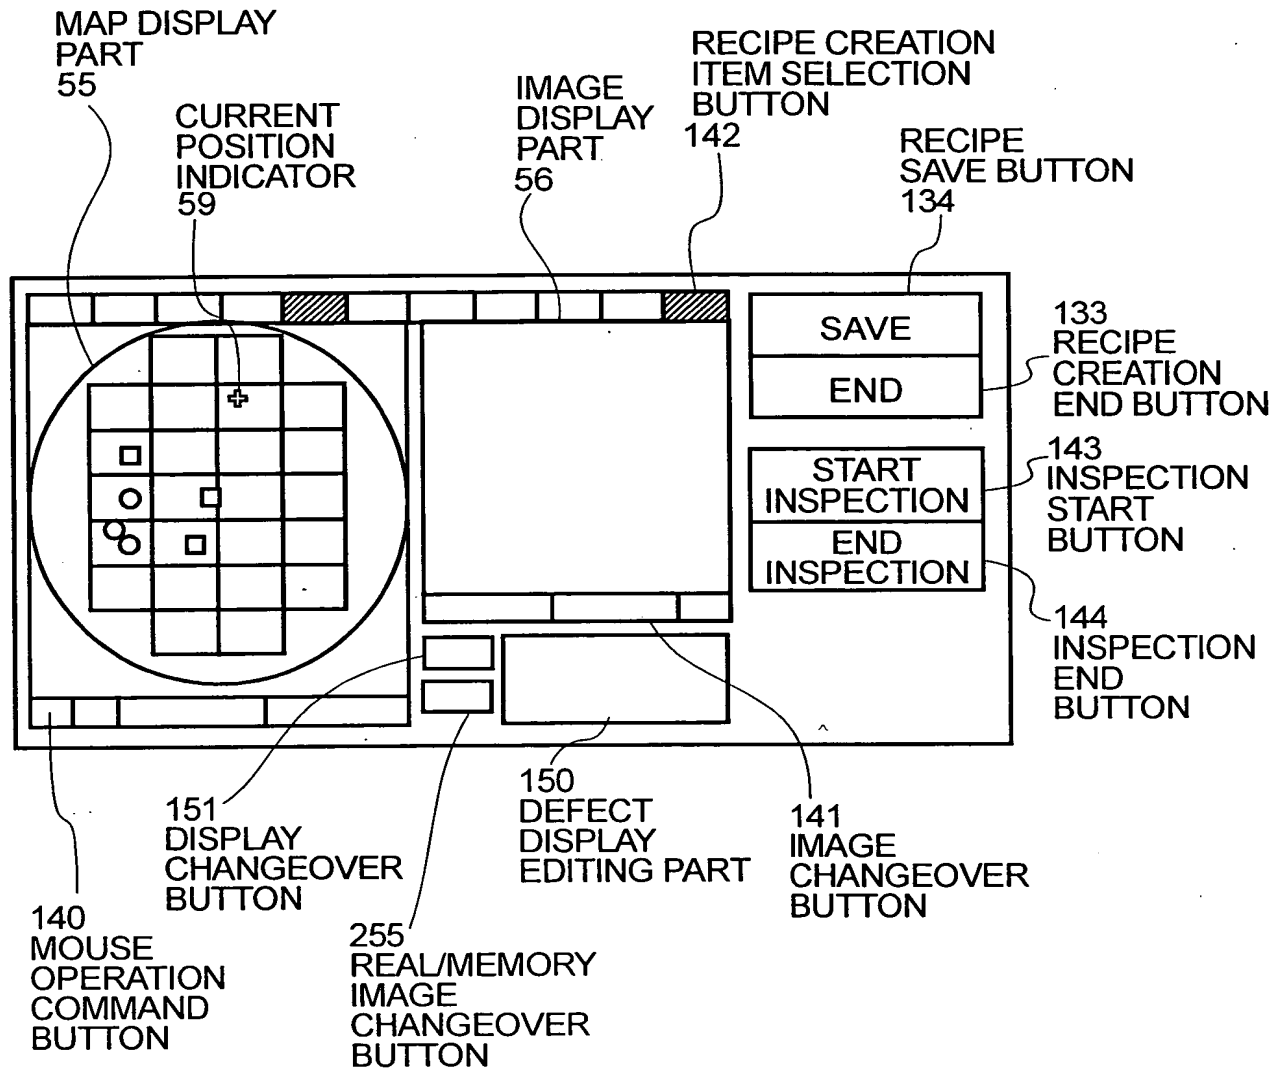 MAP DISPLAY
PART
55
CURRENT
POSITION
INDICATOR
59
IMAGE
DISPLAY
PART
56
RECIPE CREATION
ITEM SELECTION
BUTTON
142
RECIPE
SAVE BUTTON
134
SAVE
END
START
INSPECTION
END
INSPECTION
133
RECIPE
CREATION
END BUTTON
143
INSPECTION
START
BUTTON
144
INSPECTION
END
BUTTON
151
DISPLAY
CHANGEOVER
BUTTON
150
DEFECT
DISPLAY
EDITING PART
141
IMAGE
CHANGEOVER
BUTTON
140
MOUSE
OPERATION
COMMAND
BUTTON
255
REAL/MEMORY
IMAGE
CHANGEOVER
BUTTON